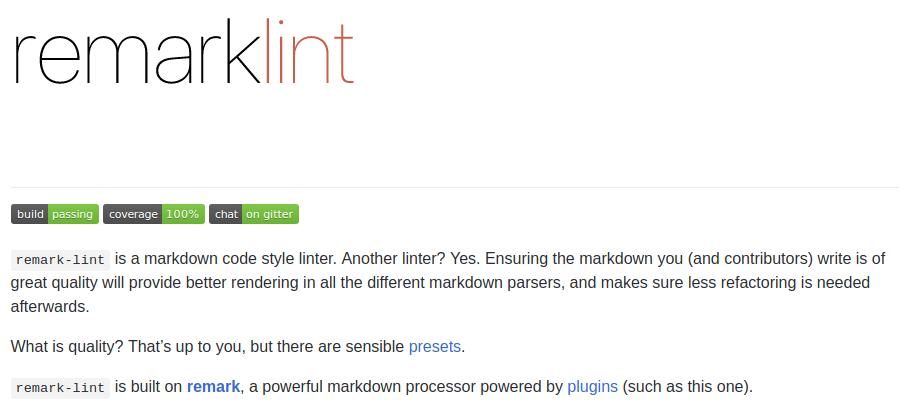 remarklint
build passing coverage 100% chat on gitter
remark-lint is a markdown code style linter. Another linter? Yes. Ensuring the markdown you (and contributors) write is of
great quality will provide better rendering in all the different markdown parsers, and makes sure less refactoring is needed
afterwards.
What is quality? That’s up to you, but there are sensible presets.
remark-lint is built on remark, a powerful markdown processor powered by plugins (such as this one).